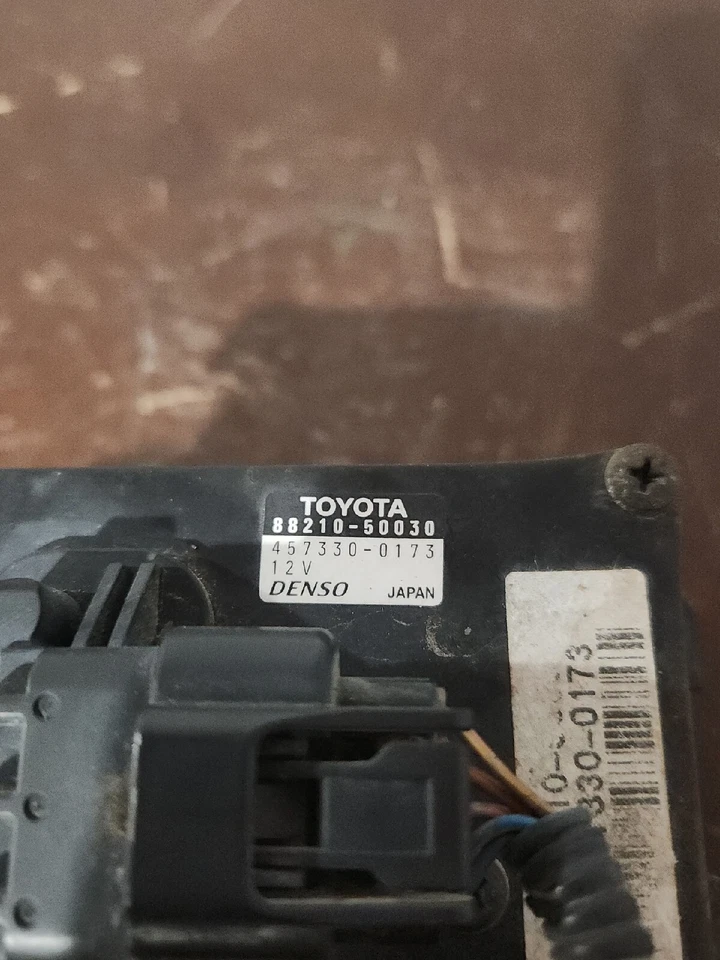 TOYOTA
88210-50030
457330-0173
12V
DENSO JAPAN
330-0173